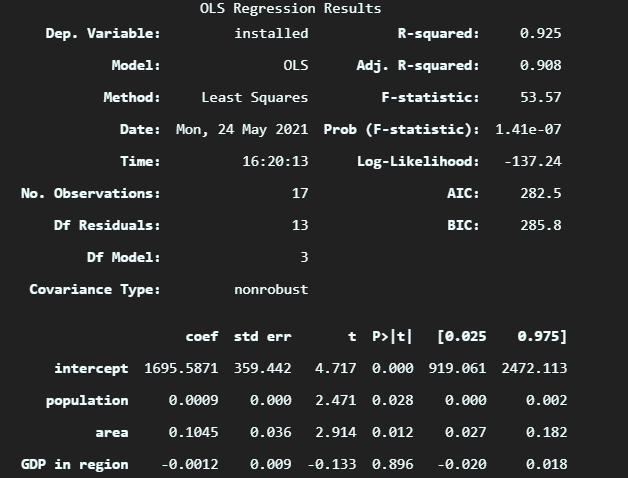 OLS Regression Results
Dep. Variable: installed R-squared: 0.925
Model: OLS Adj. R-squared: 0.908
Method: Least Squares F-statistic: 53.57
Date: Mon, 24 May 2021 Prob (F-statistic): 1.41e-07
Time: 16:20:13 Log-Likelihood: -137.24
No. Observations: 17 AIC: 282.5
Df Residuals: 13 BIC: 285.8
Df Model: 3
Covariance Type: nonrobust
coef std err t P>|t| [0.025 0.975]
intercept 1695.5871 359.442 4.717 0.000 919.061 2472.113
population 0.0009 0.000 2.471 0.028 0.000 0.002
area 0.1045 0.036 2.914 0.012 0.027 0.182
GDP in region -0.0012 0.009 -0.133 0.896 -0.020 0.018